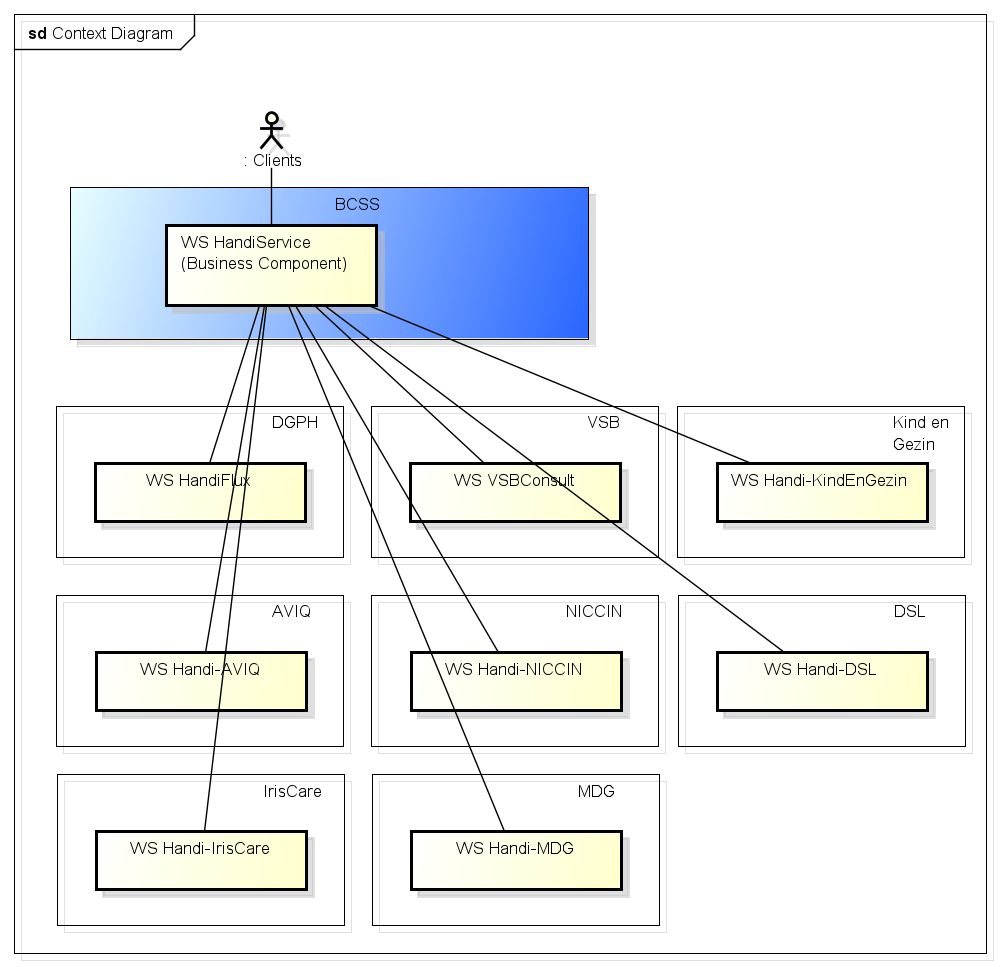 sd Context Diagram
: Clients
BCSS
WS HandiService
(Business Component)
DGPH
WS HandiFlux
VSB
WS VSBConsult
Kind en
Gezin
WS Handi-KindEnGezin
AVIQ
WS Handi-AVIQ
NICCIN
WS Handi-NICCIN
DSL
WS Handi-DSL
IrisCare
WS Handi-IrisCare
MDG
WS Handi-MDG